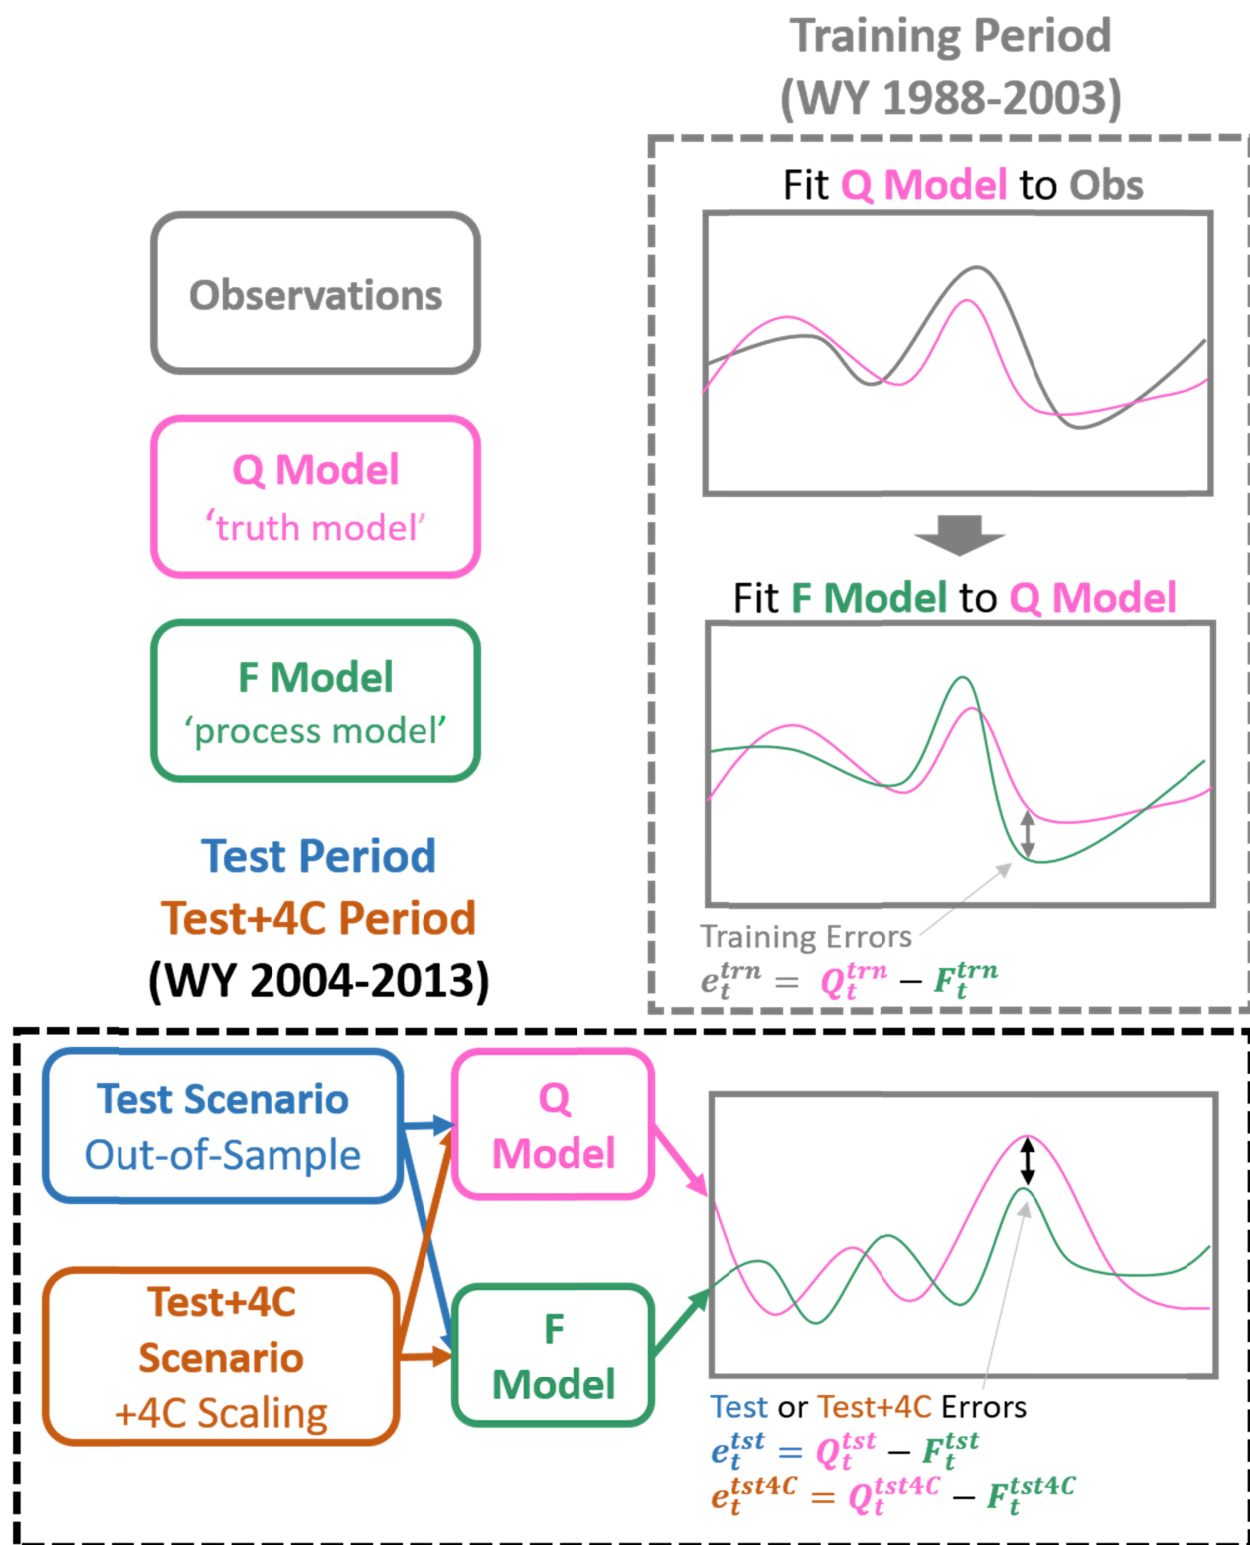 Training Period
(WY 1988-2003)
Fit Q Model to Obs
Observations
Q Model
‘truth model’
Fit F Model to Q Model
F Model
‘process model’
Test Period
Test+4C Period
(WY 2004-2013)
Training Errors
e_t^{trn} = Q_t^{trn} − F_t^{trn}
Test Scenario
Out-of-Sample
Q
Model
Test+4C
Scenario
+4C Scaling
F
Model
Test or Test+4C Errors
e_t^{tst} = Q_t^{tst} − F_t^{tst}
e_t^{tst4C} = Q_t^{tst4C} − F_t^{tst4C}